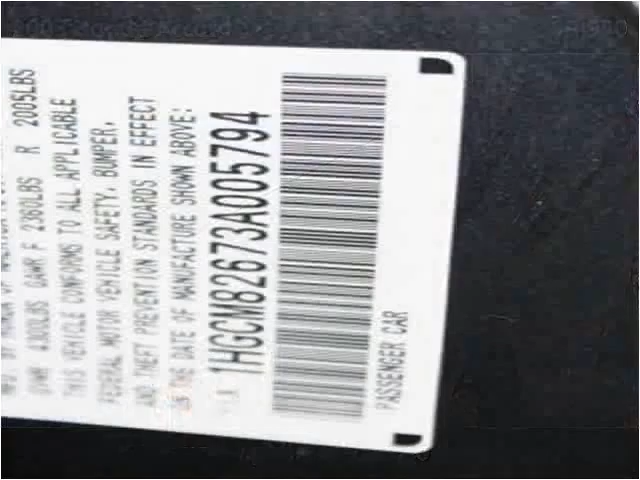 GVWR 4300LBS GAWR F 2360LBS R 2005LBS
THIS VEHICLE CONFORMS TO ALL APPLICABLE
FEDERAL MOTOR VEHICLE SAFETY, BUMPER,
AND THEFT PREVENTION STANDARDS IN EFFECT
ON THE DATE OF MANUFACTURE SHOWN ABOVE:
1HGCM82673A005794
PASSENGER CAR